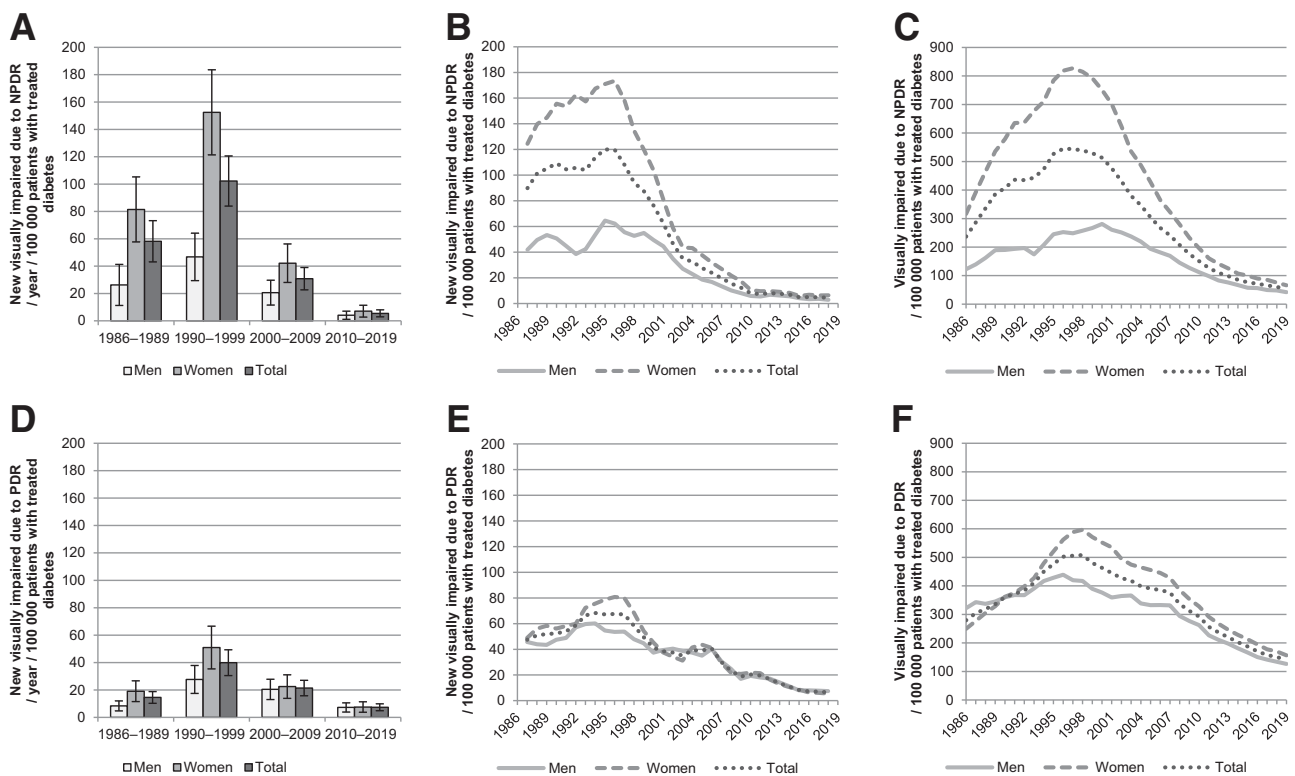 A
New visually impaired due to NPDR
/ year / 100 000 patients with treated
diabetes
200
180
160
140
120
100
80
60
40
20
0
1986–1989 1990–1999 2000–2009 2010–2019
Men Women Total
B
New visually impaired due to NPDR
/ 100 000 patients with treated diabetes
200
180
160
140
120
100
80
60
40
20
0
1986 1989 1992 1995 1998 2001 2004 2007 2010 2013 2016 2019
Men Women Total
C
Visually impaired due to NPDR
/ 100 000 patients with treated diabetes
900
800
700
600
500
400
300
200
100
0
1986 1989 1992 1995 1998 2001 2004 2007 2010 2013 2016 2019
Men Women Total
D
New visually impaired due to PDR
/ year / 100 000 patients with treated
diabetes
200
180
160
140
120
100
80
60
40
20
0
1986–1989 1990–1999 2000–2009 2010–2019
Men Women Total
E
New visually impaired due to PDR
/ 100 000 patients with treated diabetes
200
180
160
140
120
100
80
60
40
20
0
1986 1989 1992 1995 1998 2001 2004 2007 2010 2013 2016 2019
Men Women Total
F
Visually impaired due to PDR
/ 100 000 patients with treated diabetes
900
800
700
600
500
400
300
200
100
0
1986 1989 1992 1995 1998 2001 2004 2007 2010 2013 2016 2019
Men Women Total